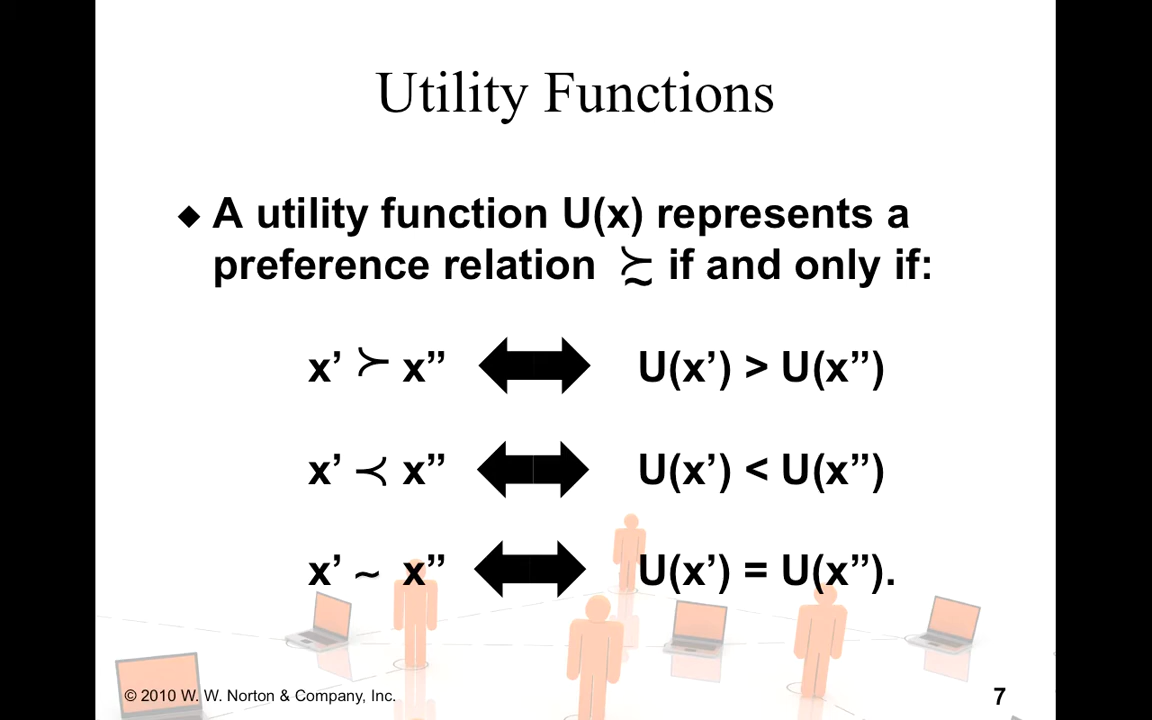 Utility Functions
◆ A utility function U(x) represents a
preference relation ≿ if and only if:
x’ ≻ x” ⬌ U(x’) > U(x”)
x’ ≺ x” ⬌ U(x’) < U(x”)
x’ ~ x” ⬌ U(x’) = U(x”).
© 2010 W. W. Norton & Company, Inc. 7